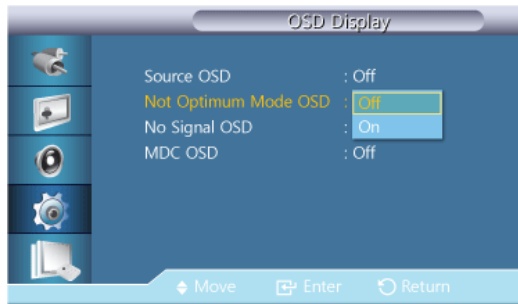 OSD Display
Source OSD : Off
Not Optimum Mode OSD : Off
No Signal OSD : On
MDC OSD : Off
Move Enter Return